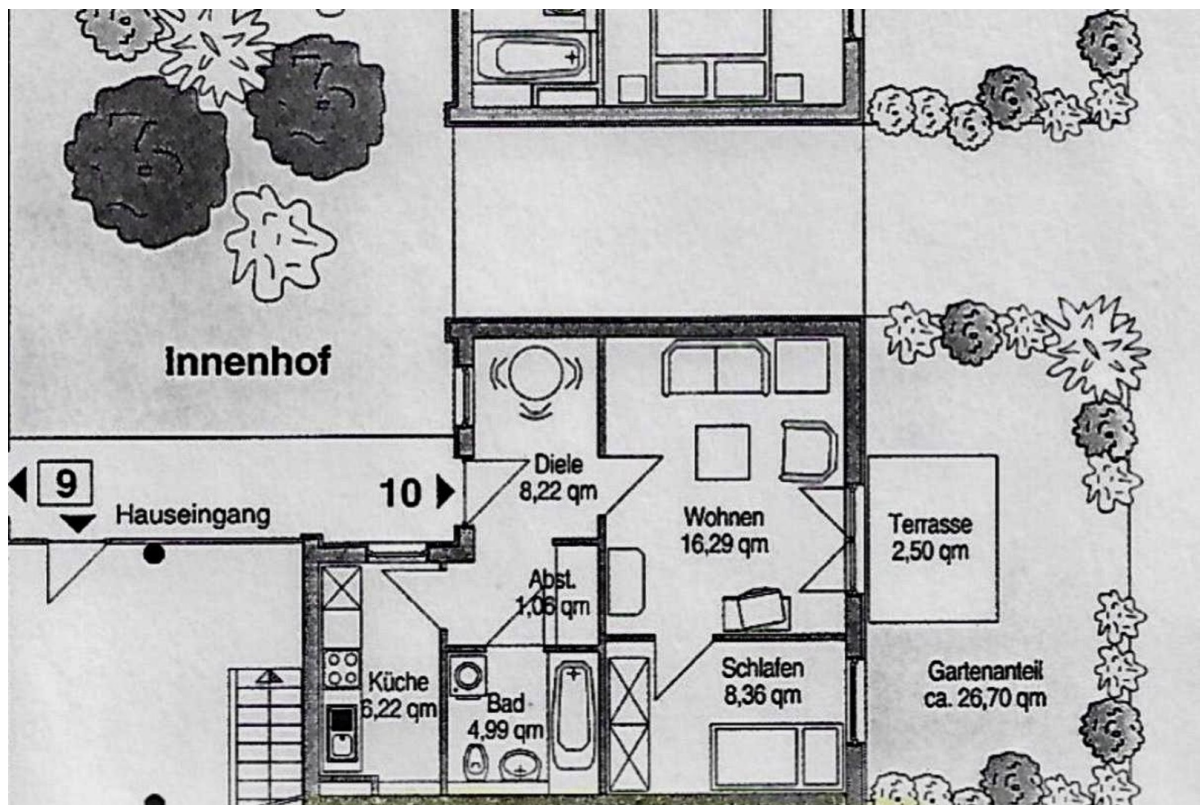 Innenhof
9
10
Hauseingang
Diele
8,22 qm
Wohnen
16,29 qm
Terrasse
2,50 qm
Abst.
1,06 qm
Küche
6,22 qm
Bad
4,99 qm
Schlafen
8,36 qm
Gartenanteil
ca. 26,70 qm